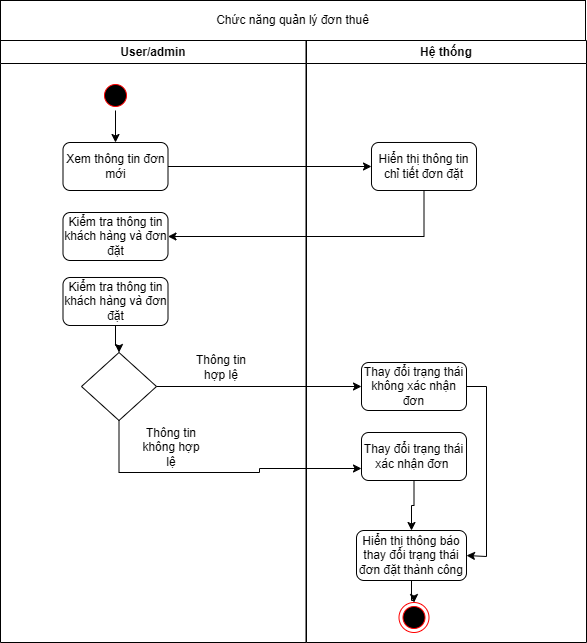 Chức năng quản lý đơn thuê
User/admin
Hệ thống
Xem thông tin đơn
mới
Hiển thị thông tin
chỉ tiết đơn đặt
Kiểm tra thông tin
khách hàng và đơn
đặt
Kiểm tra thông tin
khách hàng và đơn
đặt
Thông tin
hợp lệ
Thay đổi trạng thái
không xác nhận
đơn
Thông tin
không hợp
lệ
Thay đổi trạng thái
xác nhận đơn
Hiển thị thông báo
thay đổi trạng thái
đơn đặt thành công